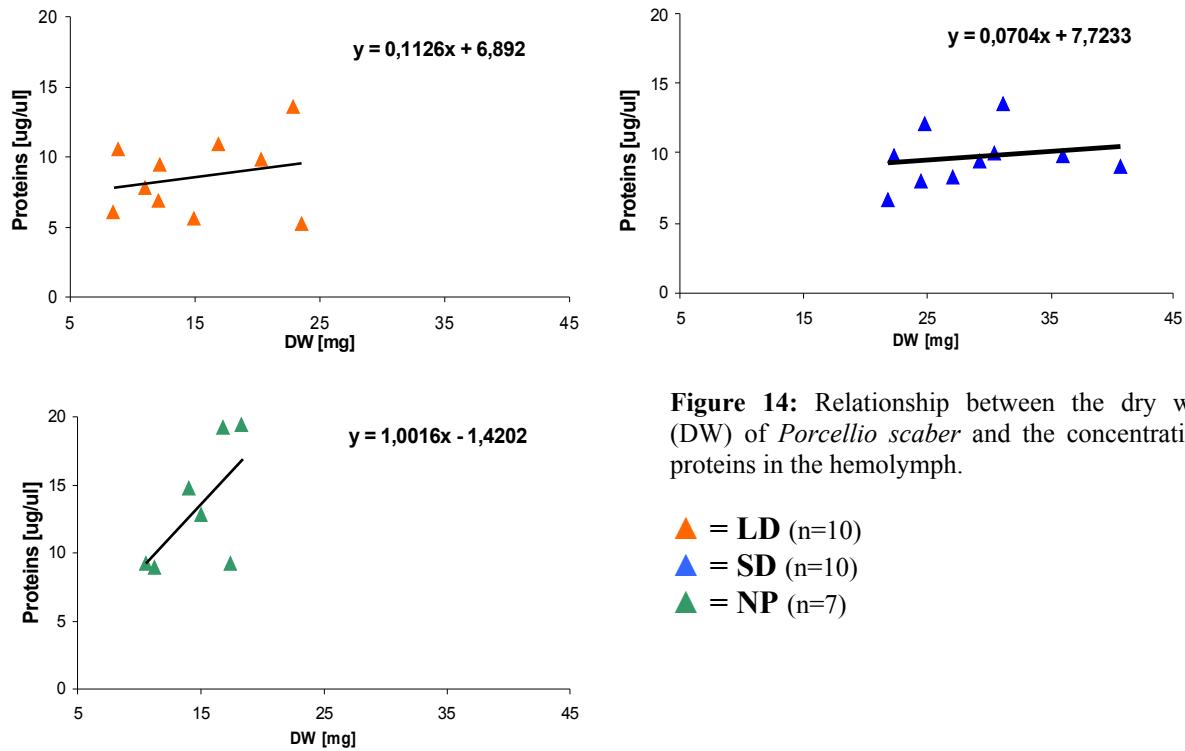 20
15
10
5
0
Proteins [ug/ul]
y = 0,1126x + 6,892
5 15 25 35 45
DW [mg]
20
15
10
5
0
Proteins [ug/ul]
y = 0,0704x + 7,7233
5 15 25 35 45
DW [mg]
20
15
10
5
0
Proteins [ug/ul]
y = 1,0016x - 1,4202
5 15 25 35 45
DW [mg]
Figure 14: Relationship between the dry
(DW) of Porcellio scaber and the
proteins in the hemolymph.
= LD (n=10)
= SD (n=10)
= NP (n=7)